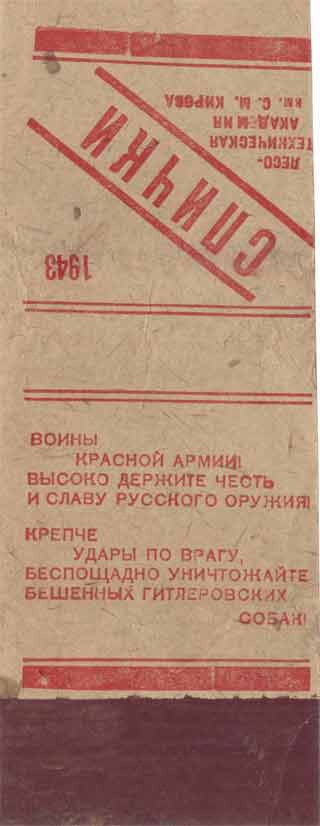 ЛЕСО-
ТЕХНИЧЕСКАЯ
АКАДЕМИЯ
им. С. М. КИРОВА
СПИЧКИ
1943
ВОИНЫ
КРАСНОЙ АРМИИ!
ВЫСОКО ДЕРЖИТЕ ЧЕСТЬ
И СЛАВУ РУССКОГО ОРУЖИЯ!
КРЕПЧЕ
УДАРЫ ПО ВРАГУ,
БЕСПОЩАДНО УНИЧТОЖАЙТЕ
БЕШЕННЫХ ГИТЛЕРОВСКИХ
СОБАК!